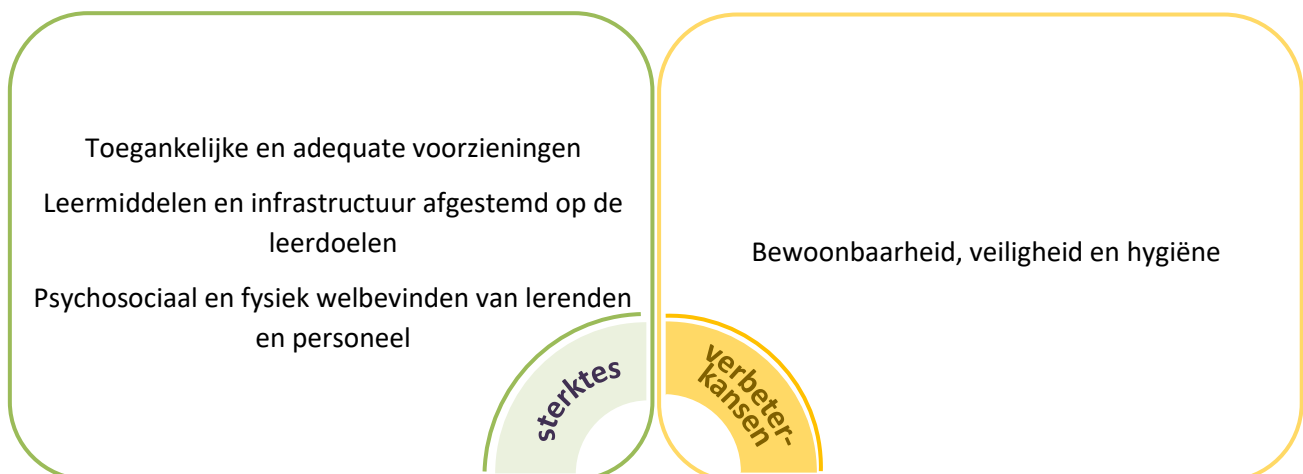 Toegankelijke en adequate voorzieningen
Leermiddelen en infrastructuur afgestemd op de
leerdoelen
Psychosociaal en fysiek welbevinden van lerenden
en personeel
sterktes
Bewoonbaarheid, veiligheid en hygiëne
verbeter-
kansen